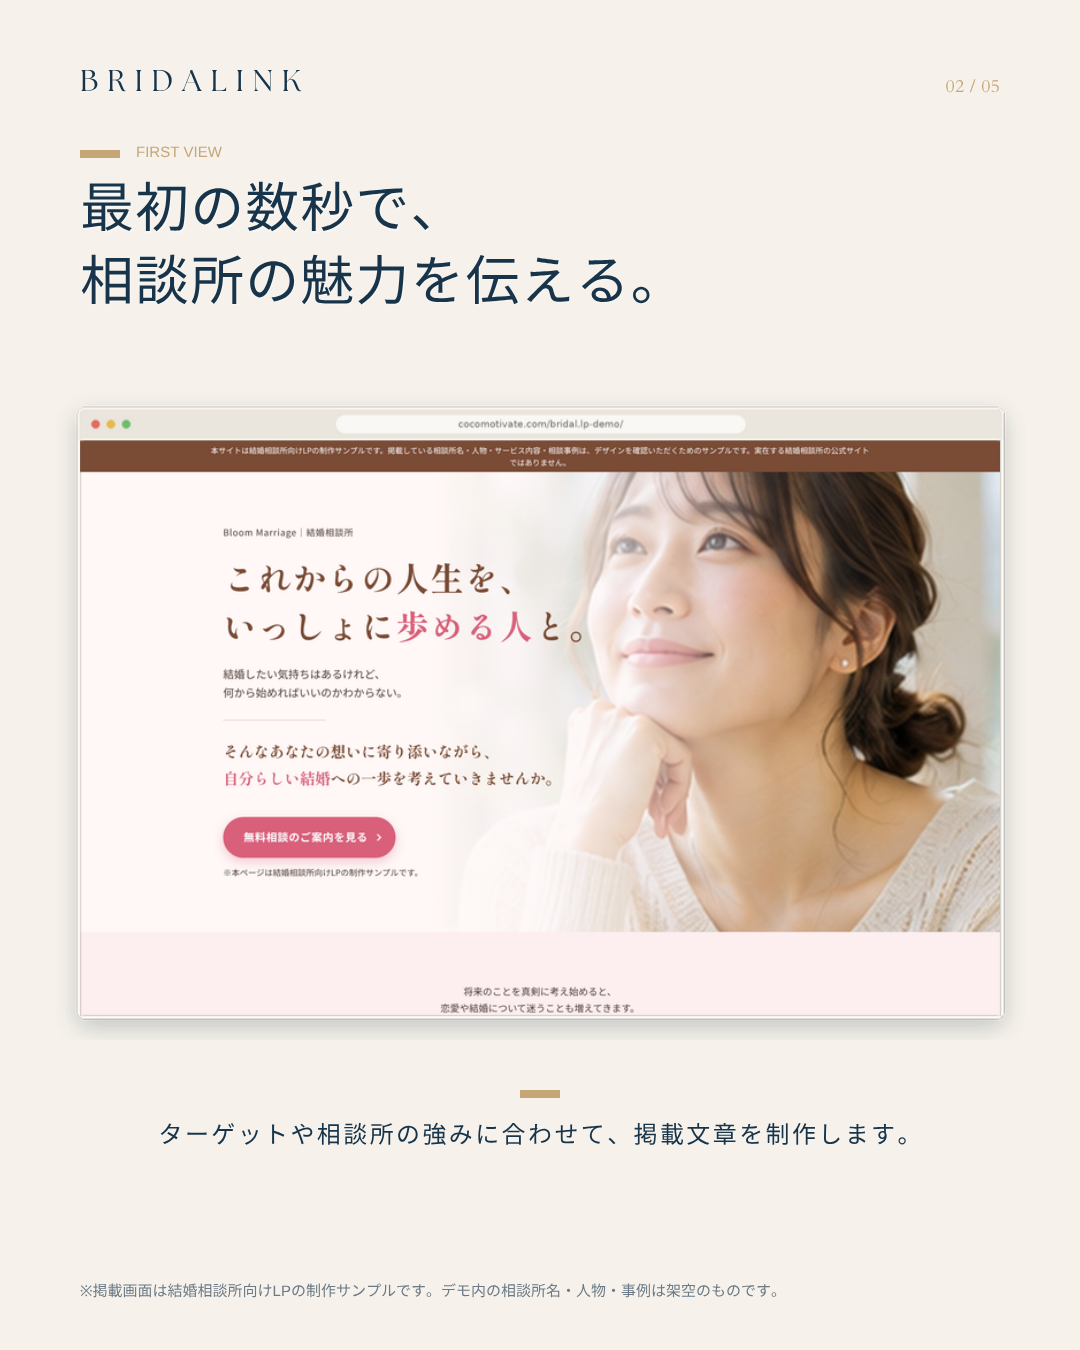 BRIDALINK
02 / 05
FIRST VIEW
最初の数秒で、
相談所の魅力を伝える。
cocomotivate.com/bridal.lp-demo/
本サイトは結婚相談所向けLPの制作サンプルです。掲載している相談所名・人物・サービス内容・相談事例は、デザインを確認いただくためのサンプルです。実在する結婚相談所の公式サイト
ではありません。
Bloom Marriage｜結婚相談所
これからの人生を、
いっしょに歩める人と。
結婚したい気持ちはあるけれど、
何から始めればいいのかわからない。
そんなあなたの想いに寄り添いながら、
自分らしい結婚への一歩を考えていきませんか。
無料相談のご案内を見る ›
※本ページは結婚相談所向けLPの制作サンプルです。
将来のことを真剣に考え始めると、
恋愛や結婚について迷うことも増えてきます。
ターゲットや相談所の強みに合わせて、掲載文章を制作します。
※掲載画面は結婚相談所向けLPの制作サンプルです。デモ内の相談所名・人物・事例は架空のものです。